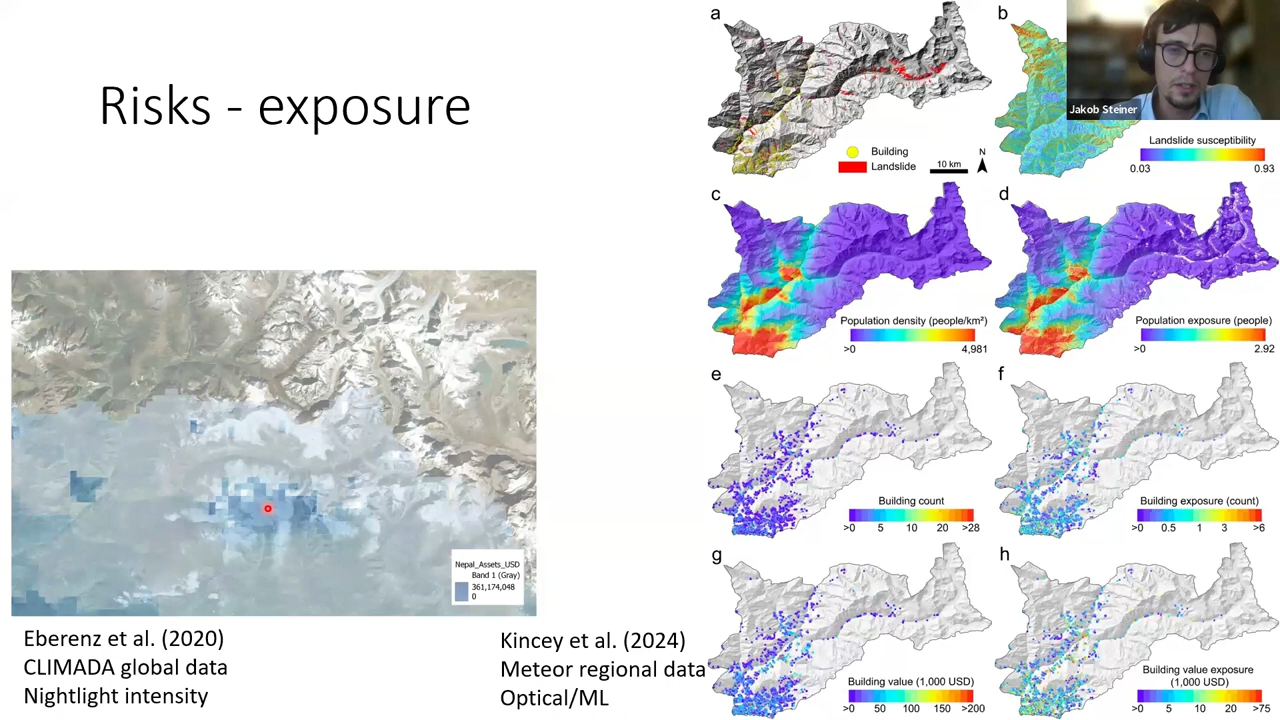 Risks - exposure
Nepal_Assets_USD
Band 1 (Gray)
361,174,048
0
Eberenz et al. (2020)
CLIMADA global data
Nightlight intensity
Kincey et al. (2024)
Meteor regional data
Optical/ML
a
Building
Landslide
10 km
N
b
Jakob Steiner
Landslide susceptibility
0.03 0.93
c
Population density (people/km²)
>0 4,981
d
Population exposure (people)
>0 2.92
e
Building count
>0 5 10 20 >28
f
Building exposure (count)
>0 0.5 1 3 >6
g
Building value (1,000 USD)
>0 50 100 150 >200
h
Building value exposure
(1,000 USD)
>0 5 10 25 >75